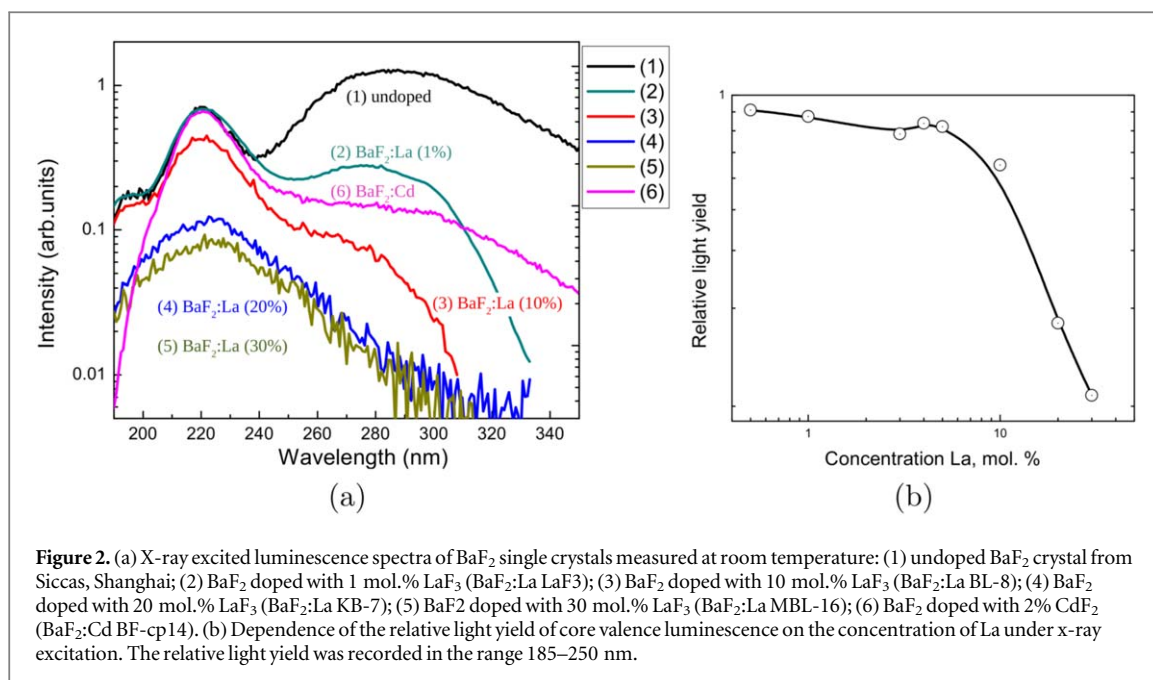 (1) undoped
(2) BaF₂:La (1%)
(6) BaF₂:Cd
(3) BaF₂:La (10%)
(4) BaF₂:La (20%)
(5) BaF₂:La (30%)
1
0.1
0.01
Intensity (arb.units)
200 220 240 260 280 300 320 340
Wavelength (nm)
(a)
(1)
(2)
(3)
(4)
(5)
(6)
1
Relative light yield
1 10
Concentration La, mol. %
(b)
Figure 2. (a) X-ray excited luminescence spectra of BaF₂ single crystals measured at room temperature: (1) undoped BaF₂ crystal from
Siccas, Shanghai; (2) BaF₂ doped with 1 mol.% LaF₃ (BaF₂:La LaF3); (3) BaF₂ doped with 10 mol.% LaF₃ (BaF₂:La BL-8); (4) BaF₂
doped with 20 mol.% LaF₃ (BaF₂:La KB-7); (5) BaF2 doped with 30 mol.% LaF₃ (BaF₂:La MBL-16); (6) BaF₂ doped with 2% CdF₂
(BaF₂:Cd BF-cp14). (b) Dependence of the relative light yield of core valence luminescence on the concentration of La under x-ray
excitation. The relative light yield was recorded in the range 185–250 nm.